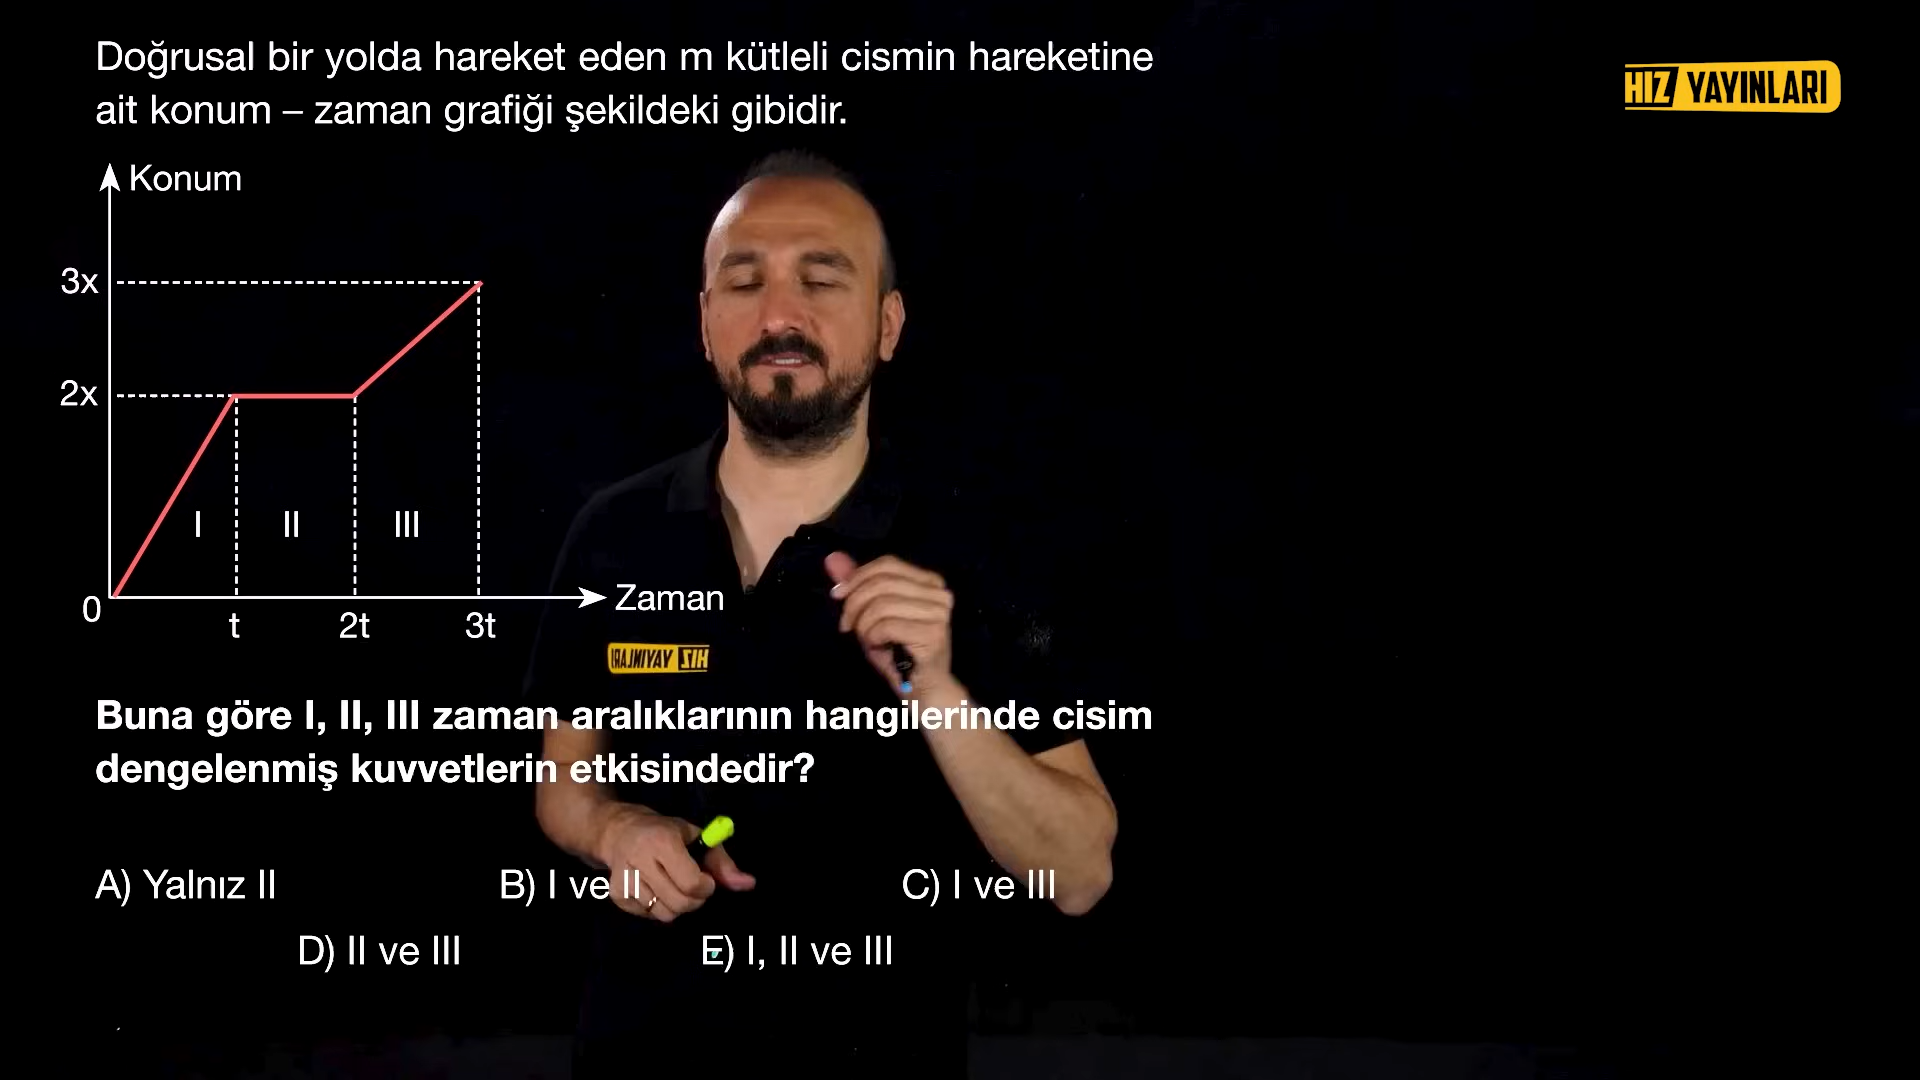 Doğrusal bir yolda hareket eden m kütleli cismin hareketine
ait konum – zaman grafiği şekildeki gibidir.
HIZ YAYINLARI
Konum
3x
2x
I II III
0
Zaman
t 2t 3t
HIZ YAYINLARI
Buna göre I, II, III zaman aralıklarının hangilerinde cisim
dengelenmiş kuvvetlerin etkisindedir?
A) Yalnız II B) I ve II C) I ve III
D) II ve III E) I, II ve III